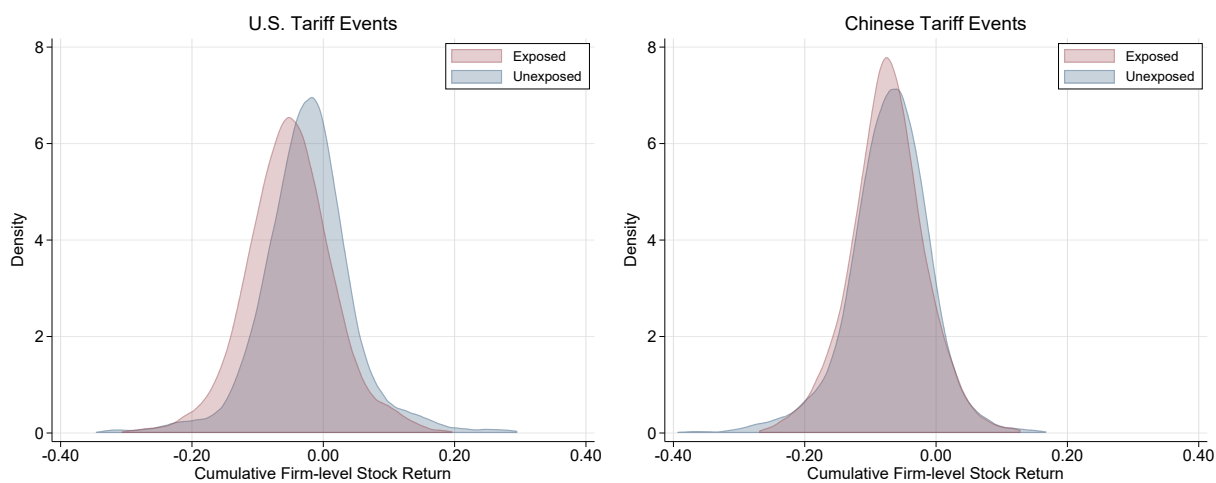 U.S. Tariff Events
Exposed
Unexposed
Density
8
6
4
2
0
-0.40 -0.20 0.00 0.20 0.40
Cumulative Firm-level Stock Return
Chinese Tariff Events
Exposed
Unexposed
Density
8
6
4
2
0
-0.40 -0.20 0.00 0.20 0.40
Cumulative Firm-level Stock Return